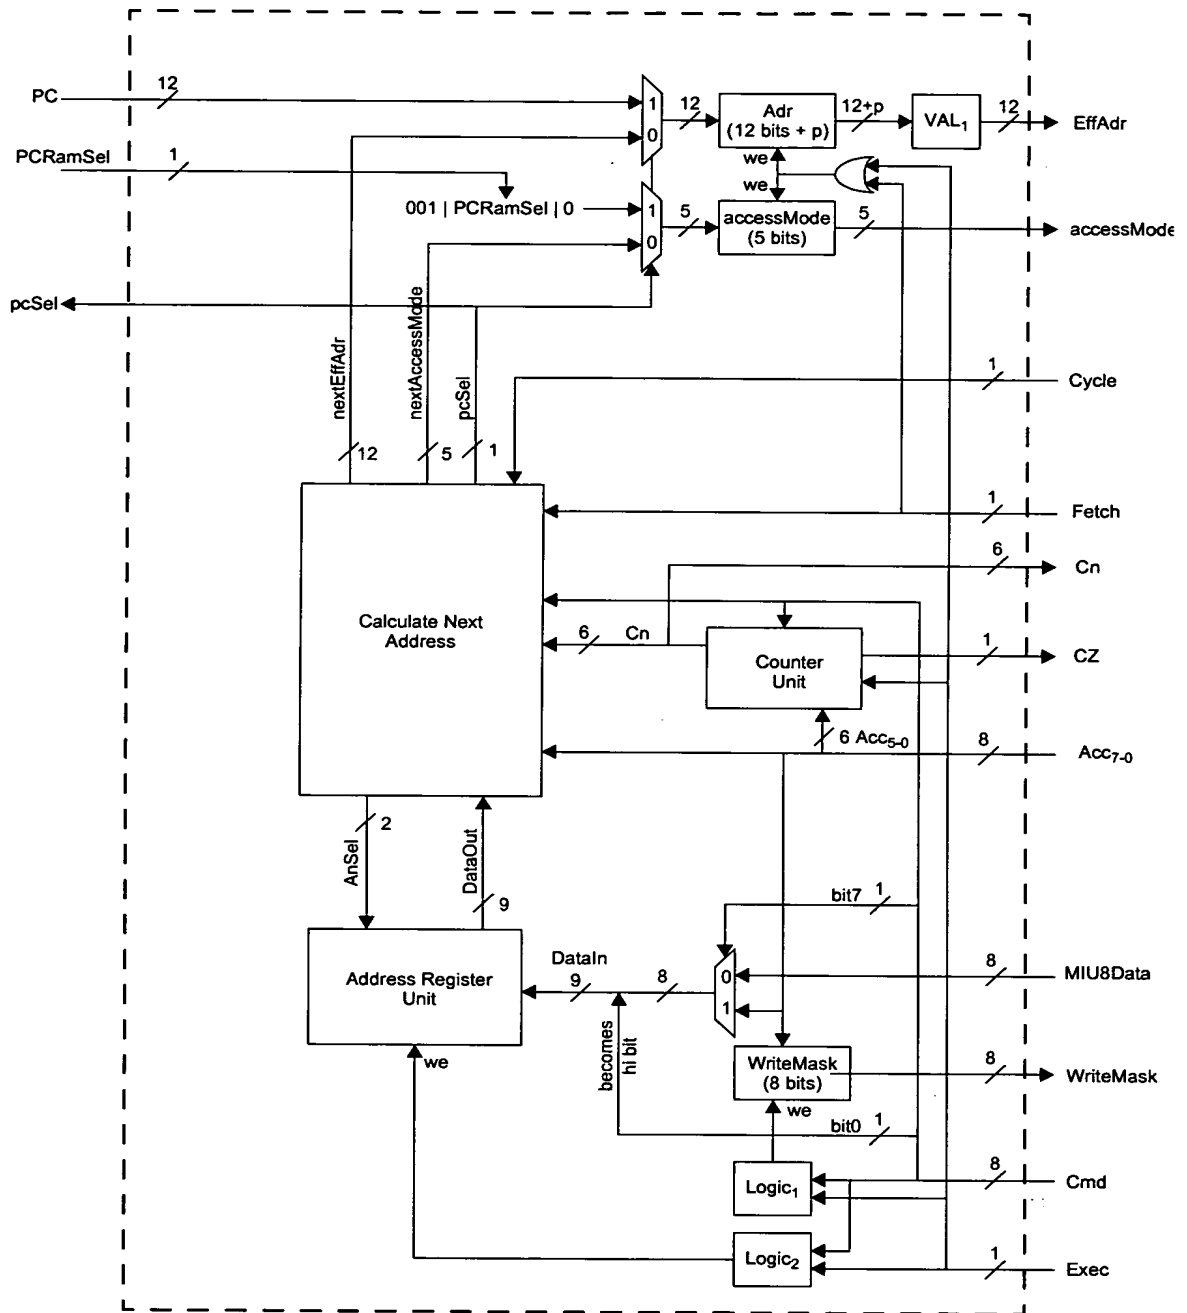 PC
12
1
0
12
Adr
(12 bits + p)
12+p
VAL1
12
EffAdr
PCRamSel
1
we
we
001 | PCRamSel | 0
1
0
5
accessMode
(5 bits)
5
accessMode
pcSel
nextEffAdr
nextAccessMode
pcSel
12
5
1
1
Cycle
1
Fetch
6
Cn
Calculate Next
Address
6
Cn
Counter
Unit
1
CZ
6 Acc5-0
8
Acc7-0
AnSel
2
DataOut
9
bit7
1
Address Register
Unit
DataIn
9
8
0
1
8
MIU8Data
becomes
hi bit
we
WriteMask
(8 bits)
8
WriteMask
we
bit0
1
Logic1
8
Cmd
Logic2
1
Exec